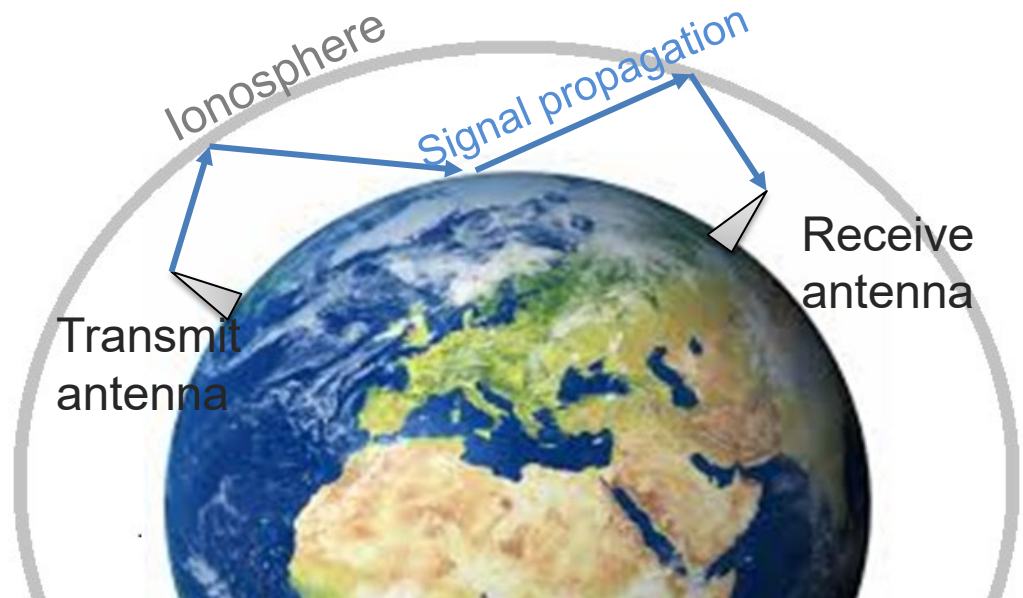 Ionosphere
Signal propagation
Transmit
antenna
Receive
antenna